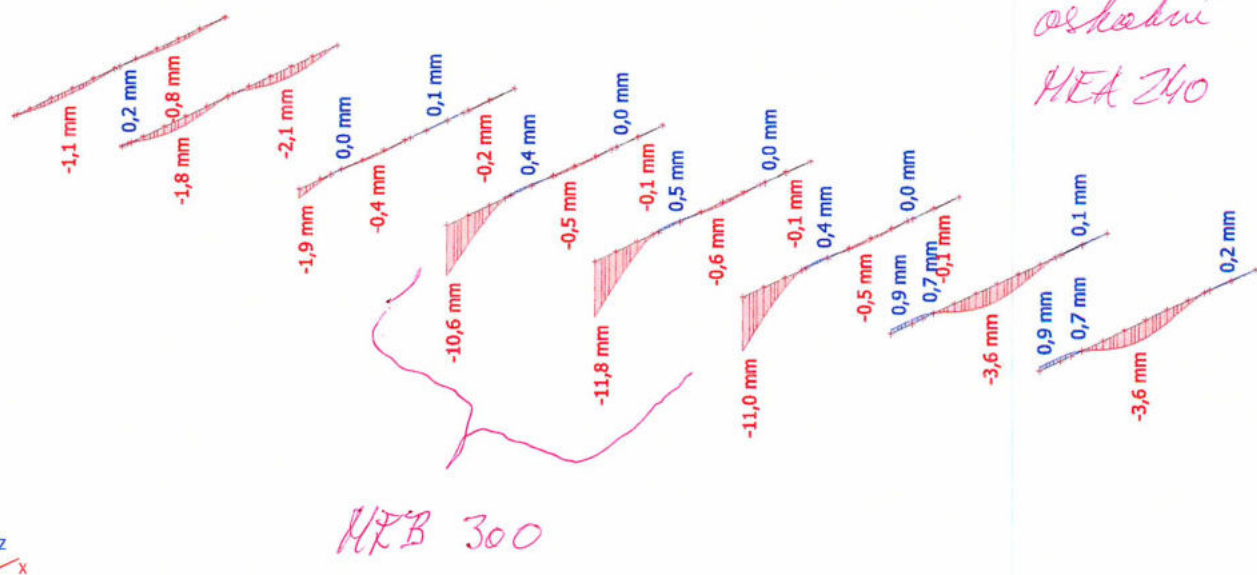 ostatní
HEA 240
-1,1 mm
0,2 mm
-0,8 mm
-1,8 mm
-2,1 mm
-1,9 mm
0,0 mm
-0,4 mm
0,1 mm
-10,6 mm
-0,2 mm
0,4 mm
-0,5 mm
0,0 mm
-11,8 mm
-0,1 mm
0,5 mm
-0,6 mm
0,0 mm
-11,0 mm
-0,1 mm
0,4 mm
-0,5 mm
0,0 mm
-0,1 mm
0,9 mm
0,7 mm
-3,6 mm
0,1 mm
0,9 mm
0,7 mm
-3,6 mm
0,2 mm
HEB 300
z
x